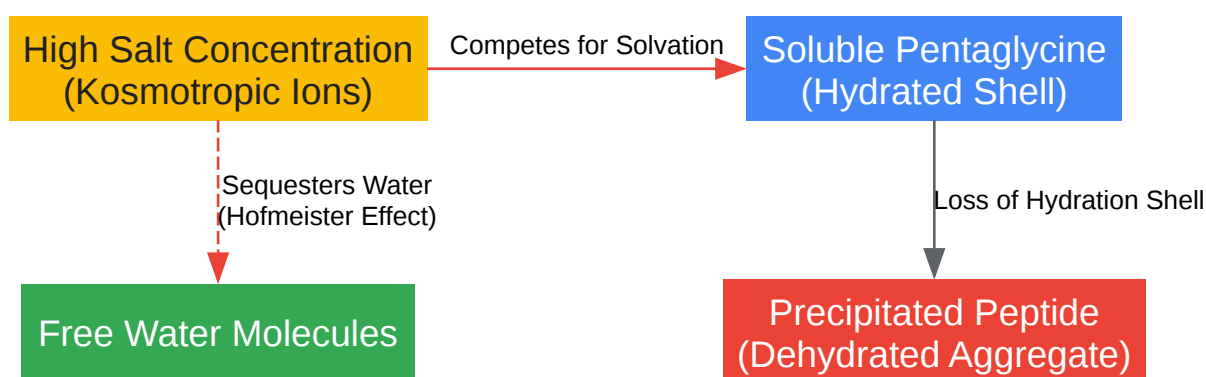 High Salt Concentration
(Kosmotropic Ions)
Competes for Solvation
Soluble Pentaglycine
(Hydrated Shell)
Sequesters Water
(Hofmeister Effect)
Loss of Hydration Shell
Free Water Molecules
Precipitated Peptide
(Dehydrated Aggregate)